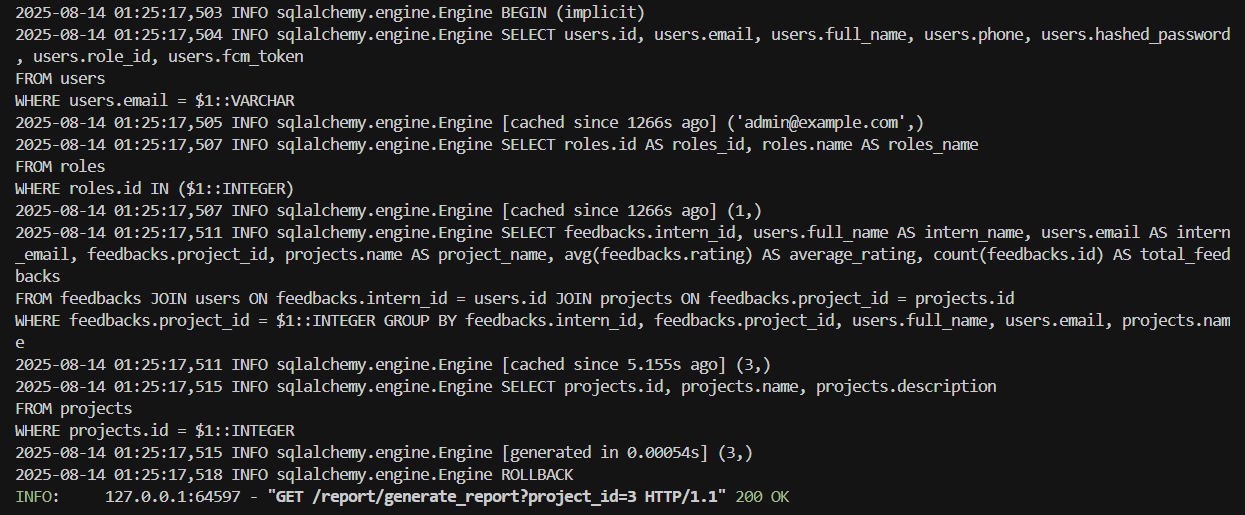 2025-08-14 01:25:17,503 INFO sqlalchemy.engine.Engine BEGIN (implicit)
2025-08-14 01:25:17,504 INFO sqlalchemy.engine.Engine SELECT users.id, users.email, users.full_name, users.phone, users.hashed_password
, users.role_id, users.fcm_token
FROM users
WHERE users.email = $1::VARCHAR
2025-08-14 01:25:17,505 INFO sqlalchemy.engine.Engine [cached since 1266s ago] ('admin@example.com',)
2025-08-14 01:25:17,507 INFO sqlalchemy.engine.Engine SELECT roles.id AS roles_id, roles.name AS roles_name
FROM roles
WHERE roles.id IN ($1::INTEGER)
2025-08-14 01:25:17,507 INFO sqlalchemy.engine.Engine [cached since 1266s ago] (1,)
2025-08-14 01:25:17,511 INFO sqlalchemy.engine.Engine SELECT feedbacks.intern_id, users.full_name AS intern_name, users.email AS intern
_email, feedbacks.project_id, projects.name AS project_name, avg(feedbacks.rating) AS average_rating, count(feedbacks.id) AS total_feed
backs
FROM feedbacks JOIN users ON feedbacks.intern_id = users.id JOIN projects ON feedbacks.project_id = projects.id
WHERE feedbacks.project_id = $1::INTEGER GROUP BY feedbacks.intern_id, feedbacks.project_id, users.full_name, users.email, projects.nam
e
2025-08-14 01:25:17,511 INFO sqlalchemy.engine.Engine [cached since 5.155s ago] (3,)
2025-08-14 01:25:17,515 INFO sqlalchemy.engine.Engine SELECT projects.id, projects.name, projects.description
FROM projects
WHERE projects.id = $1::INTEGER
2025-08-14 01:25:17,515 INFO sqlalchemy.engine.Engine [generated in 0.00054s] (3,)
2025-08-14 01:25:17,518 INFO sqlalchemy.engine.Engine ROLLBACK
INFO:     127.0.0.1:64597 - "GET /report/generate_report?project_id=3 HTTP/1.1" 200 OK